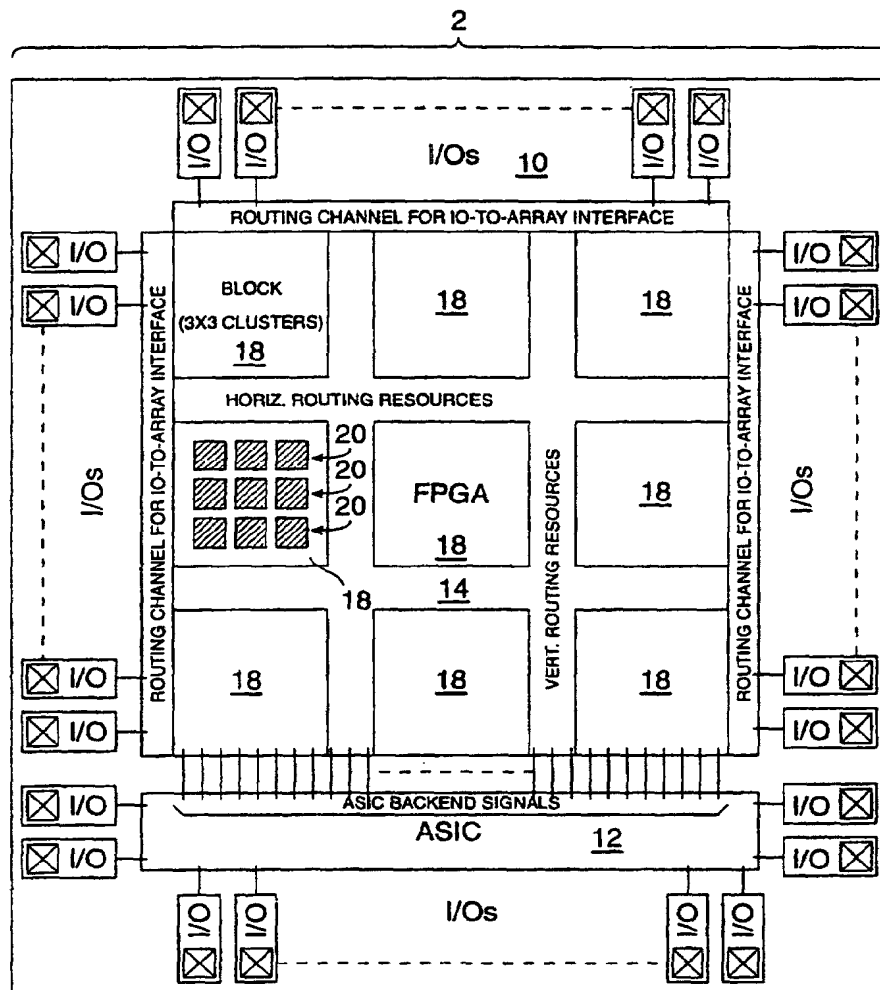 2
I/O I/O I/O I/O
I/Os 10
ROUTING CHANNEL FOR IO-TO-ARRAY INTERFACE
I/O I/O
I/O I/O
I/Os
ROUTING CHANNEL FOR IO-TO-ARRAY INTERFACE
BLOCK
(3X3 CLUSTERS)
18
18
18
ROUTING CHANNEL FOR IO-TO-ARRAY INTERFACE
I/Os
HORIZ. ROUTING RESOURCES
20
20
20
18
FPGA
18
VERT. ROUTING RESOURCES
18
14
18
18
18
I/O I/O
I/O I/O
ASIC BACKEND SIGNALS
ASIC 12
I/O I/O
I/O I/O
I/Os
I/O I/O I/O I/O